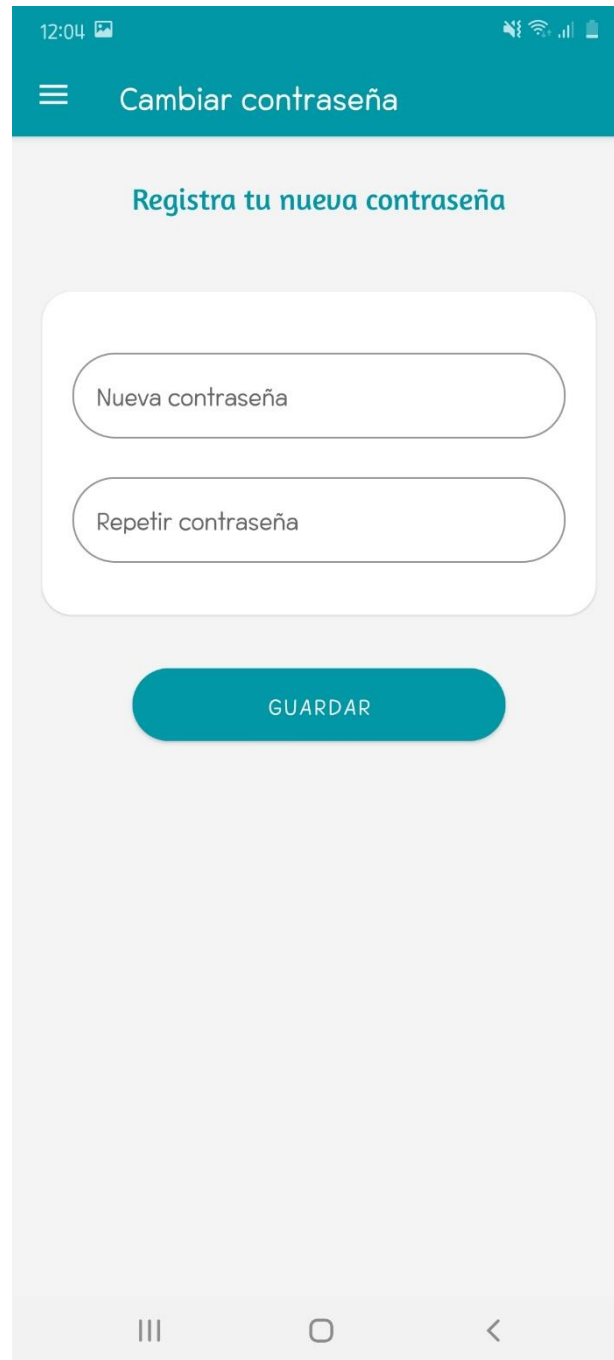 12:04
Cambiar contraseña
Registra tu nueva contraseña
Nueva contraseña
Repetir contraseña
GUARDAR